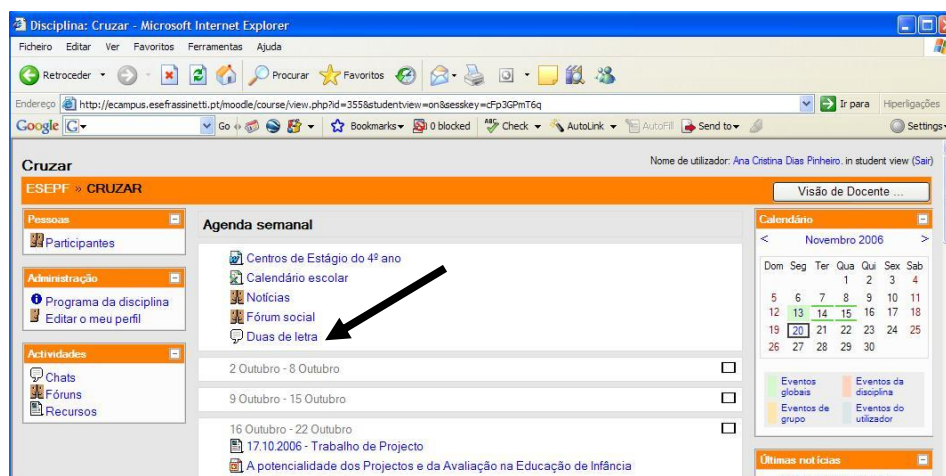 Disciplina: Cruzar - Microsoft Internet Explorer
Ficheiro Editar Ver Favoritos Ferramentas Ajuda
Retroceder Procurar Favoritos
Endereço http://ecampus.esefrassinetti.pt/moodle/course/view.php?id=355&studentview=on&sesskey=cFp3GPmT6q Ir para Hiperligações
Google G Go Bookmarks 0 blocked ABC Check AutoLink AutoFill Send to Settings
Cruzar
Nome de utilizador: Ana Cristina Dias Pinheiro. in student view (Sair)
ESEPF » CRUZAR
Visão de Docente ...
Pessoas
Participantes
Administração
Programa da disciplina
Editar o meu perfil
Actividades
Chats
Fóruns
Recursos
Agenda semanal
Centros de Estágio do 4º ano
Calendário escolar
Notícias
Fórum social
Duas de letra
2 Outubro - 8 Outubro
9 Outubro - 15 Outubro
16 Outubro - 22 Outubro
17.10.2006 - Trabalho de Projecto
A potencialidade dos Projectos e da Avaliação na Educação de Infância
Calendário
< Novembro 2006 >
Dom Seg Ter Qua Qui Sex Sab
1 2 3 4
5 6 7 8 9 10 11
12 13 14 15 16 17 18
19 20 21 22 23 24 25
26 27 28 29 30
Eventos globais
Eventos da disciplina
Eventos de grupo
Eventos do utilizador
Últimas notícias